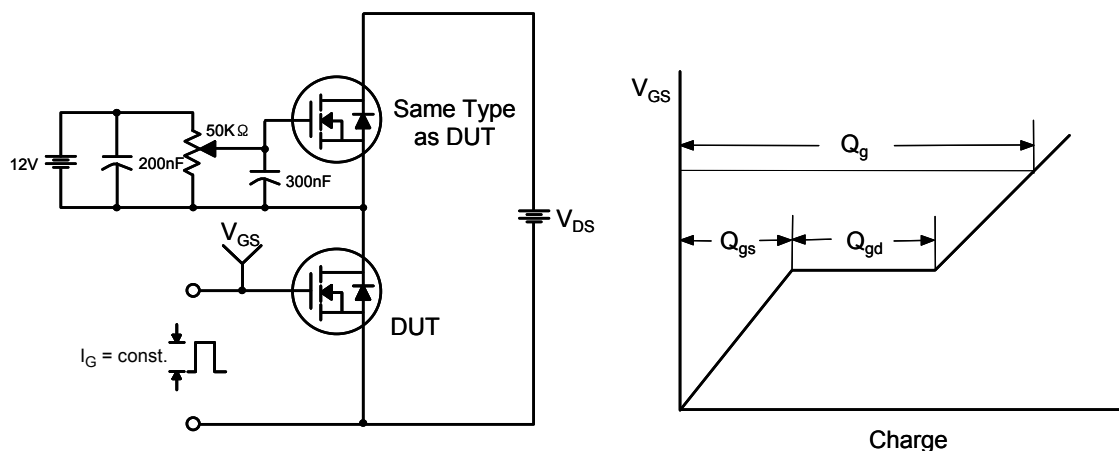 Same Type
as DUT
50KΩ
12V
200nF
300nF
V_DS
V_GS
DUT
I_G = const.
V_GS
Q_g
Q_gs
Q_gd
Charge